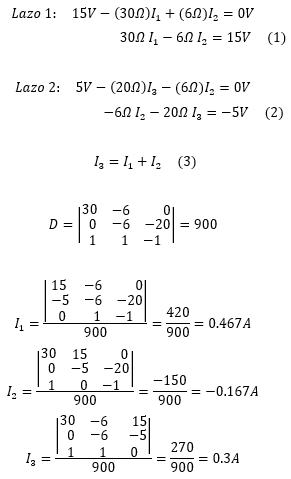 Lazo 1: 15V − (30Ω)I₁ + (6Ω)I₂ = 0V
30Ω I₁ − 6Ω I₂ = 15V (1)
Lazo 2: 5V − (20Ω)I₃ − (6Ω)I₂ = 0V
−6Ω I₂ − 20Ω I₃ = −5V (2)
I₃ = I₁ + I₂ (3)
D = |30 −6 0|
|0 −6 −20| = 900
|1 1 −1|
|15 −6 0|
|−5 −6 −20|
|0 1 −1|
I₁ = ―――― = 420/900 = 0.467A
900
|30 15 0|
|0 −5 −20|
|1 0 −1|
I₂ = ―――― = −150/900 = −0.167A
900
|30 −6 15|
|0 −6 −5|
|1 1 0|
I₃ = ―――― = 270/900 = 0.3A
900